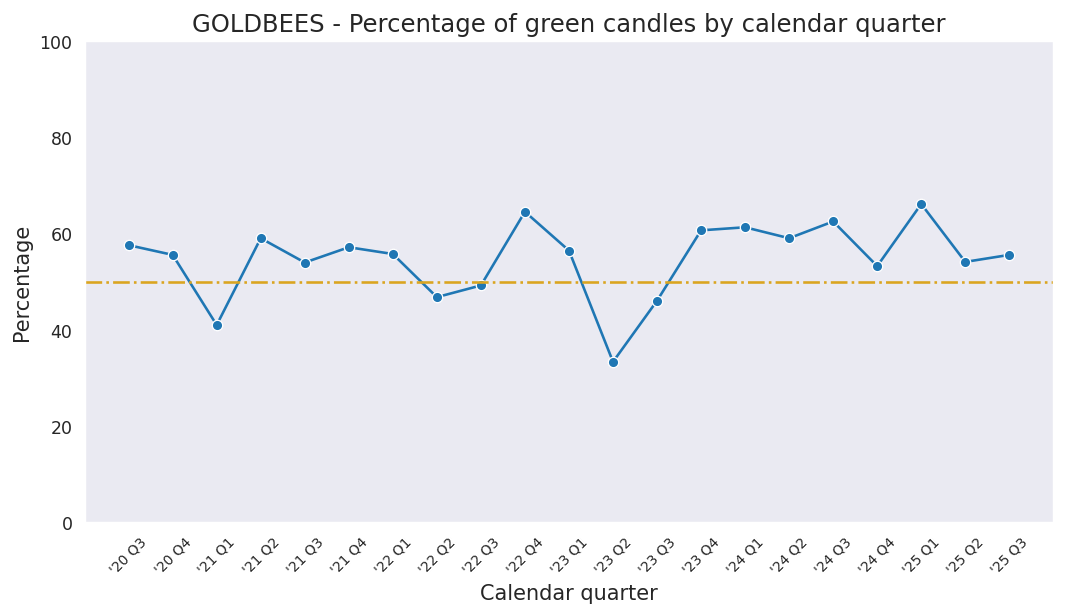 GOLDBEES - Percentage of green candles by calendar quarter
100
80
60
40
20
0
Percentage
'20 Q3
'20 Q4
'21 Q1
'21 Q2
'21 Q3
'21 Q4
'22 Q1
'22 Q2
'22 Q3
'22 Q4
'23 Q1
'23 Q2
'23 Q3
'23 Q4
'24 Q1
'24 Q2
'24 Q3
'24 Q4
'25 Q1
'25 Q2
'25 Q3
Calendar quarter